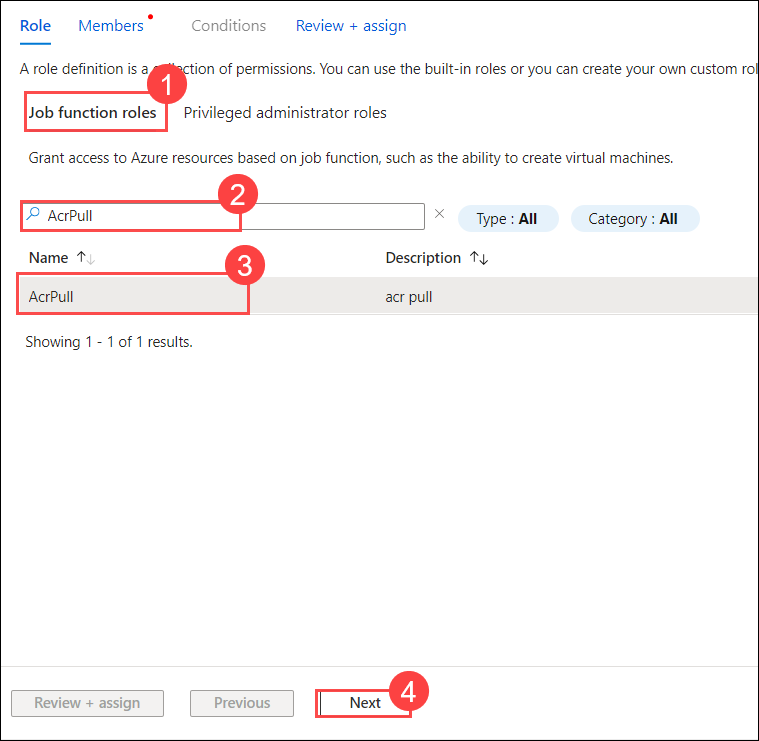 Role Members Conditions Review + assign
A role definition is a collection of permissions. You can use the built-in roles or you can create your own custom rol
1
Job function roles Privileged administrator roles
Grant access to Azure resources based on job function, such as the ability to create virtual machines.
2
AcrPull Type : All Category : All
3
Name Description
AcrPull acr pull
Showing 1 - 1 of 1 results.
4
Review + assign Previous Next